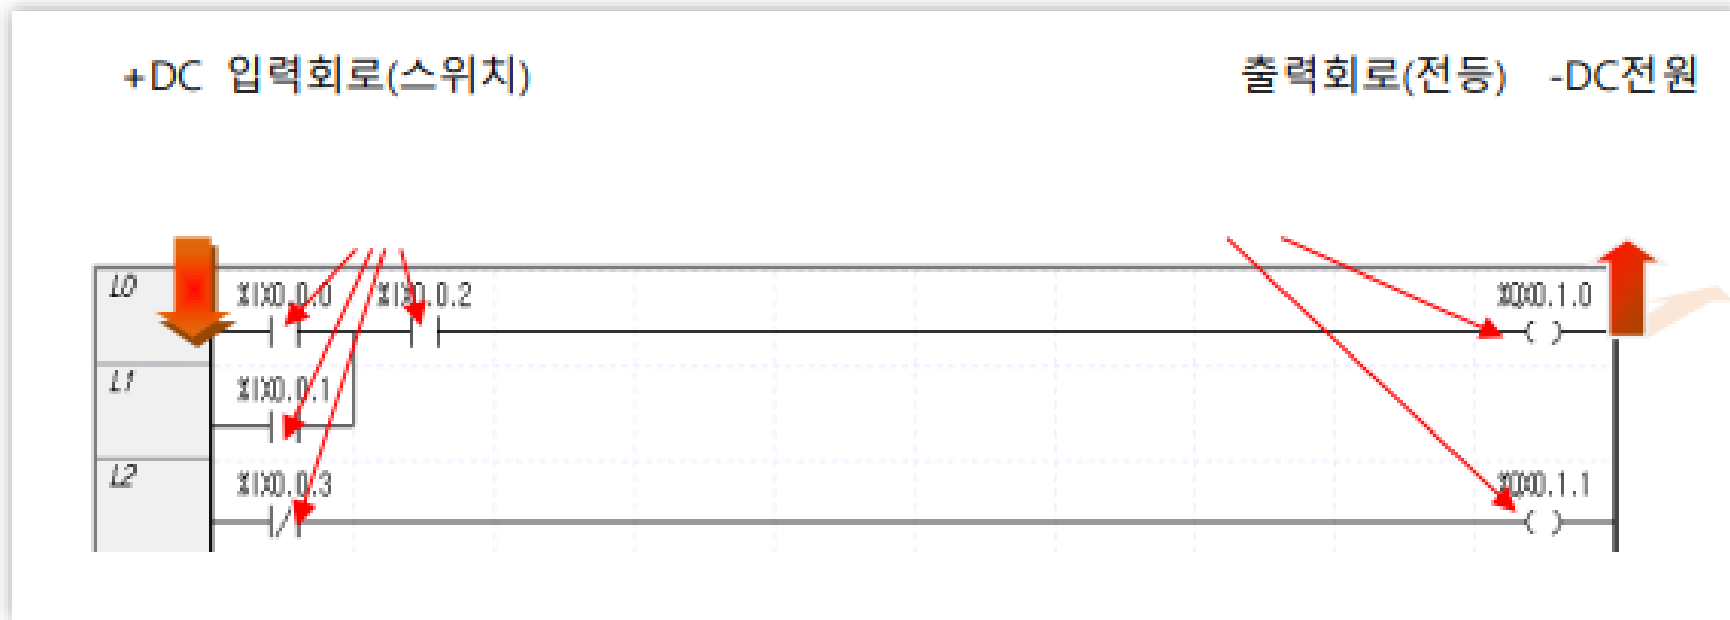 +DC 입력회로(스위치) 출력회로(전등) -DC전원
L0 %IX0.0.0 %IX0.0.2 %QX0.1.0
L1 %IX0.0.1
L2 %IX0.0.3 %QX0.1.1